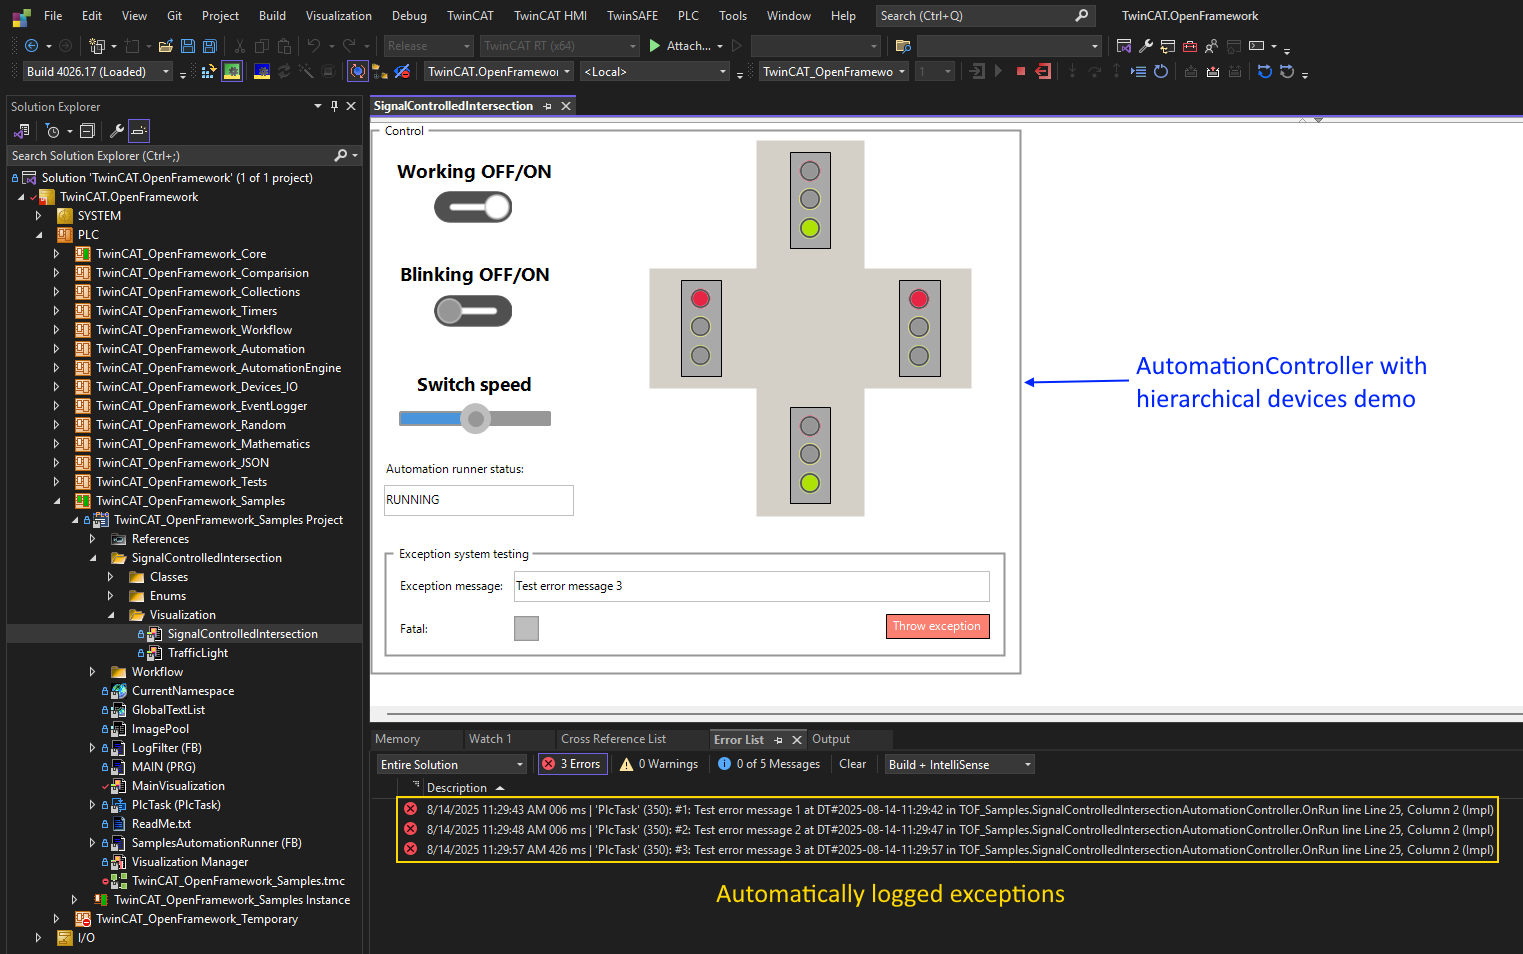 File Edit View Git Project Build Visualization Debug TwinCAT TwinCAT HMI TwinSAFE PLC Tools Window Help Search (Ctrl+Q) TwinCAT.OpenFramework
Release TwinCAT RT (x64) Attach...
Build 4026.17 (Loaded) TwinCAT.OpenFramewor <Local> TwinCAT_OpenFramewo 1
Solution Explorer
Search Solution Explorer (Ctrl+;)
Solution 'TwinCAT.OpenFramework' (1 of 1 project)
TwinCAT.OpenFramework
SYSTEM
PLC
TwinCAT_OpenFramework_Core
TwinCAT_OpenFramework_Comparision
TwinCAT_OpenFramework_Collections
TwinCAT_OpenFramework_Timers
TwinCAT_OpenFramework_Workflow
TwinCAT_OpenFramework_Automation
TwinCAT_OpenFramework_AutomationEngine
TwinCAT_OpenFramework_Devices_IO
TwinCAT_OpenFramework_EventLogger
TwinCAT_OpenFramework_Random
TwinCAT_OpenFramework_Mathematics
TwinCAT_OpenFramework_JSON
TwinCAT_OpenFramework_Tests
TwinCAT_OpenFramework_Samples
TwinCAT_OpenFramework_Samples Project
References
SignalControlledIntersection
Classes
Enums
Visualization
SignalControlledIntersection
TrafficLight
Workflow
CurrentNamespace
GlobalTextList
ImagePool
LogFilter (FB)
MAIN (PRG)
MainVisualization
PlcTask (PlcTask)
ReadMe.txt
SamplesAutomationRunner (FB)
Visualization Manager
TwinCAT_OpenFramework_Samples.tmc
TwinCAT_OpenFramework_Samples Instance
TwinCAT_OpenFramework_Temporary
I/O
SignalControlledIntersection
Control
Working OFF/ON
Blinking OFF/ON
Switch speed
Automation runner status:
RUNNING
Exception system testing
Exception message: Test error message 3
Fatal:
Throw exception
AutomationController with
hierarchical devices demo
Memory Watch 1 Cross Reference List Error List Output
Entire Solution 3 Errors 0 Warnings 0 of 5 Messages Clear Build + IntelliSense
Description
8/14/2025 11:29:43 AM 006 ms | 'PlcTask' (350): #1: Test error message 1 at DT#2025-08-14-11:29:42 in TOF_Samples.SignalControlledIntersectionAutomationController.OnRun line Line 25, Column 2 (Impl)
8/14/2025 11:29:48 AM 006 ms | 'PlcTask' (350): #2: Test error message 2 at DT#2025-08-14-11:29:47 in TOF_Samples.SignalControlledIntersectionAutomationController.OnRun line Line 25, Column 2 (Impl)
8/14/2025 11:29:57 AM 426 ms | 'PlcTask' (350): #3: Test error message 3 at DT#2025-08-14-11:29:57 in TOF_Samples.SignalControlledIntersectionAutomationController.OnRun line Line 25, Column 2 (Impl)
Automatically logged exceptions